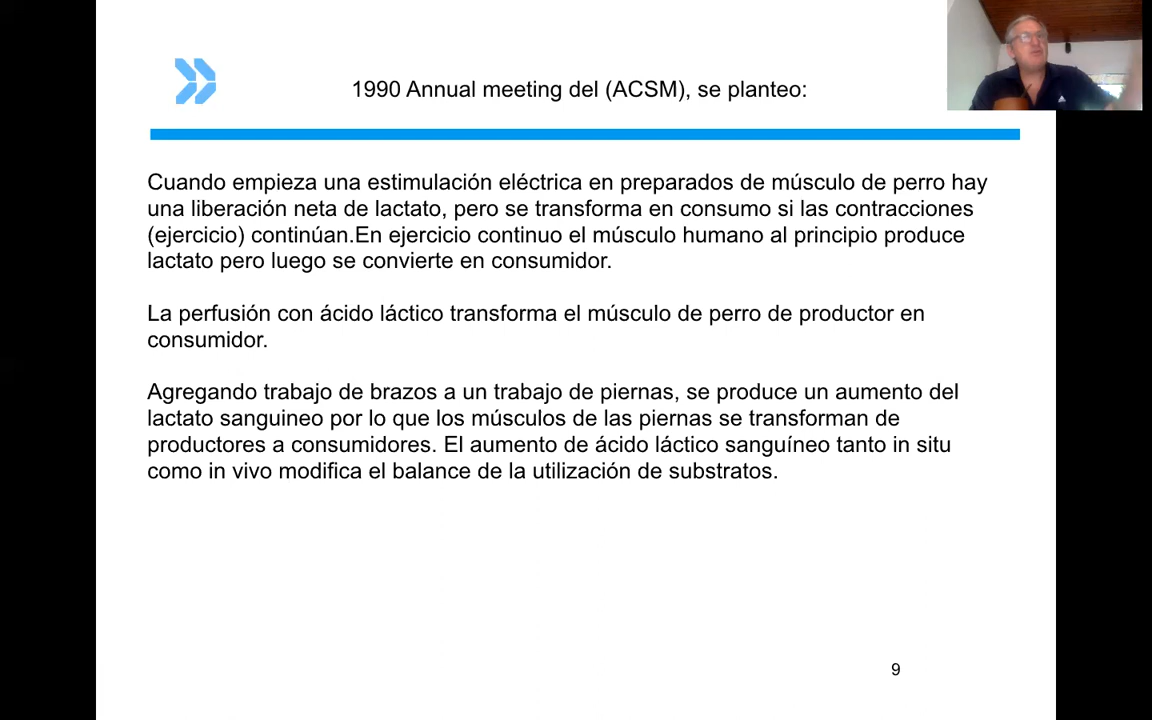 1990 Annual meeting del (ACSM), se planteo:
Cuando empieza una estimulación eléctrica en preparados de músculo de perro hay
una liberación neta de lactato, pero se transforma en consumo si las contracciones
(ejercicio) continúan.En ejercicio continuo el músculo humano al principio produce
lactato pero luego se convierte en consumidor.
La perfusión con ácido láctico transforma el músculo de perro de productor en
consumidor.
Agregando trabajo de brazos a un trabajo de piernas, se produce un aumento del
lactato sanguineo por lo que los músculos de las piernas se transforman de
productores a consumidores. El aumento de ácido láctico sanguíneo tanto in situ
como in vivo modifica el balance de la utilización de substratos.
9